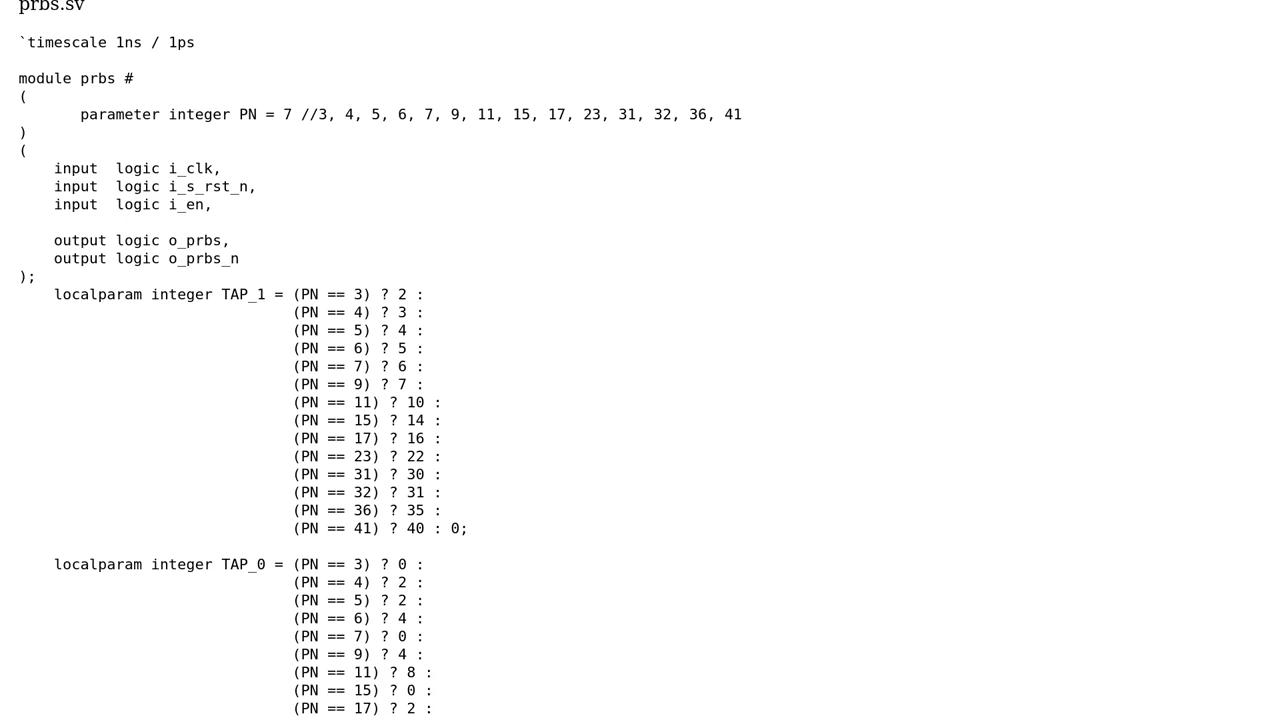 prbs.sv
`timescale 1ns / 1ps
module prbs #
(
parameter integer PN = 7 //3, 4, 5, 6, 7, 9, 11, 15, 17, 23, 31, 32, 36, 41
)
(
input  logic i_clk,
input  logic i_s_rst_n,
input  logic i_en,
output logic o_prbs,
output logic o_prbs_n
);
localparam integer TAP_1 = (PN == 3) ? 2 :
(PN == 4) ? 3 :
(PN == 5) ? 4 :
(PN == 6) ? 5 :
(PN == 7) ? 6 :
(PN == 9) ? 7 :
(PN == 11) ? 10 :
(PN == 15) ? 14 :
(PN == 17) ? 16 :
(PN == 23) ? 22 :
(PN == 31) ? 30 :
(PN == 32) ? 31 :
(PN == 36) ? 35 :
(PN == 41) ? 40 : 0;
localparam integer TAP_0 = (PN == 3) ? 0 :
(PN == 4) ? 2 :
(PN == 5) ? 2 :
(PN == 6) ? 4 :
(PN == 7) ? 0 :
(PN == 9) ? 4 :
(PN == 11) ? 8 :
(PN == 15) ? 0 :
(PN == 17) ? 2 :